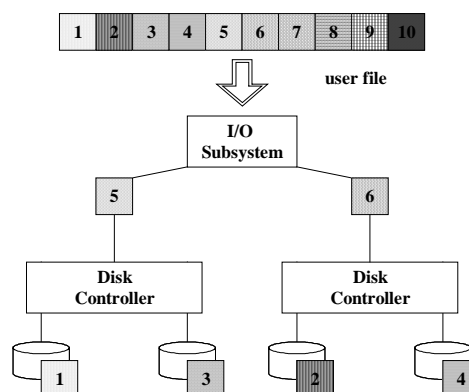 1 2 3 4 5 6 7 8 9 10
user file
I/O
Subsystem
5 6
Disk
Controller
Disk
Controller
1 3 2 4